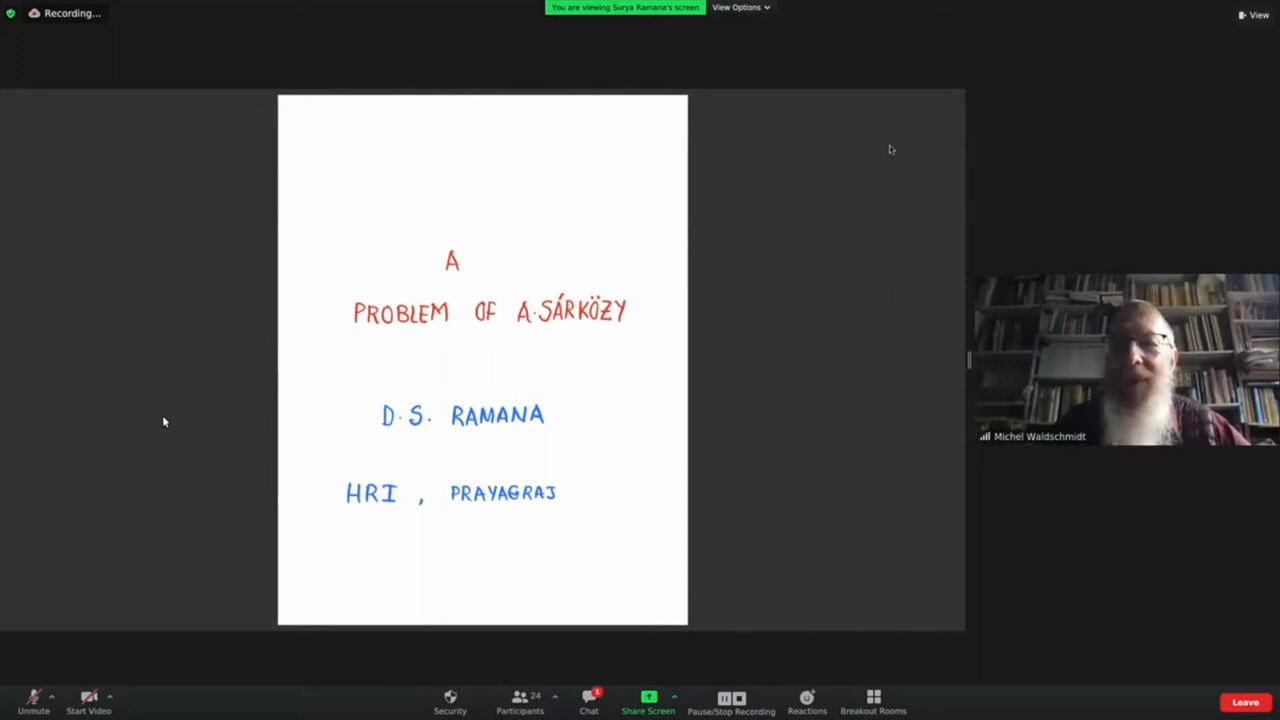 Recording...
You are viewing Surya Ramana's screen
View Options
View
A
PROBLEM OF A. SÁRKÖZY
D. S. RAMANA
HRI , PRAYAGRAJ
Michel Waldschmidt
Unmute
Start Video
Security
24
Participants
1
Chat
Share Screen
Pause/Stop Recording
Reactions
Breakout Rooms
Leave